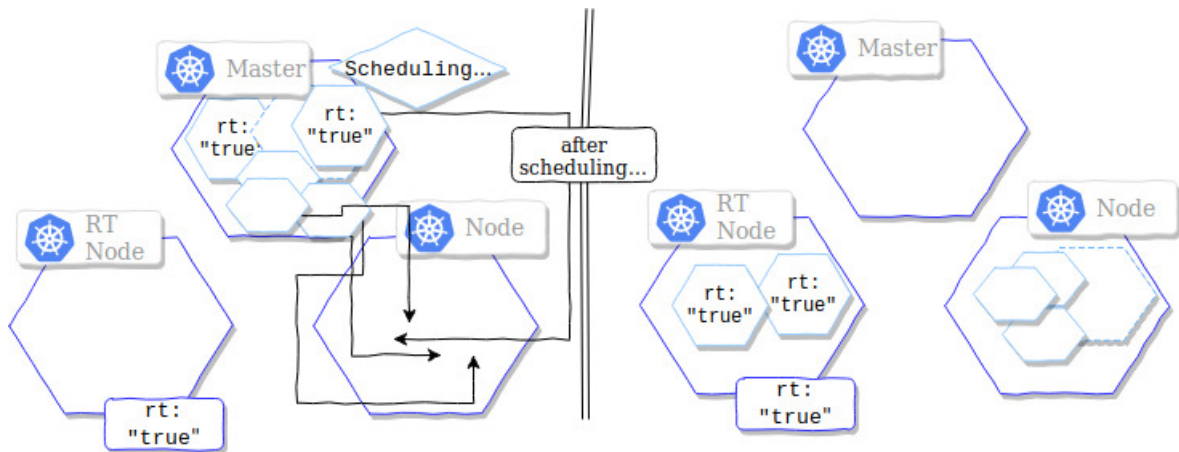 Master
Scheduling...
rt:
"true"
rt:
"true"
after
scheduling...
RT
Node
Node
rt:
"true"
Master
RT
Node
Node
rt:
"true"
rt:
"true"
rt:
"true"